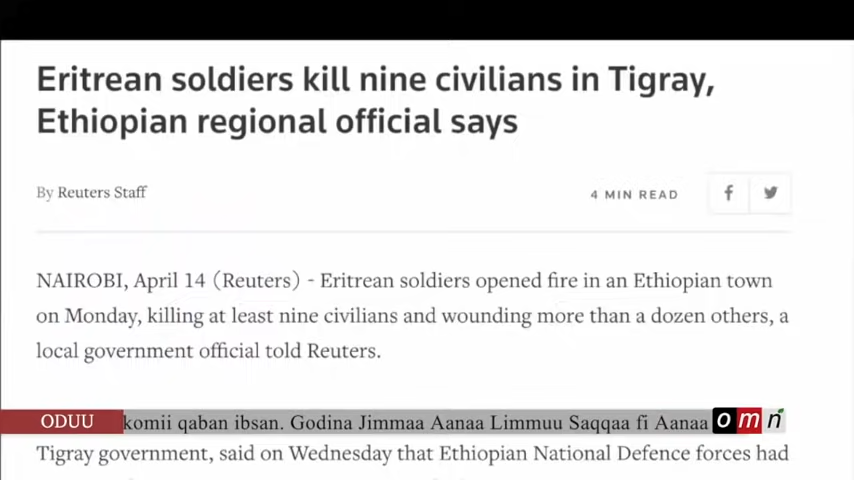 Eritrean soldiers kill nine civilians in Tigray,
Ethiopian regional official says
By Reuters Staff
4 MIN READ
NAIROBI, April 14 (Reuters) - Eritrean soldiers opened fire in an Ethiopian town
on Monday, killing at least nine civilians and wounding more than a dozen others, a
local government official told Reuters.
ODUU
komii qaban ibsan. Godina Jimmaa Aanaa Limmuu Saqqaa fi Aanaa
omn
Tigray government, said on Wednesday that Ethiopian National Defence forces had